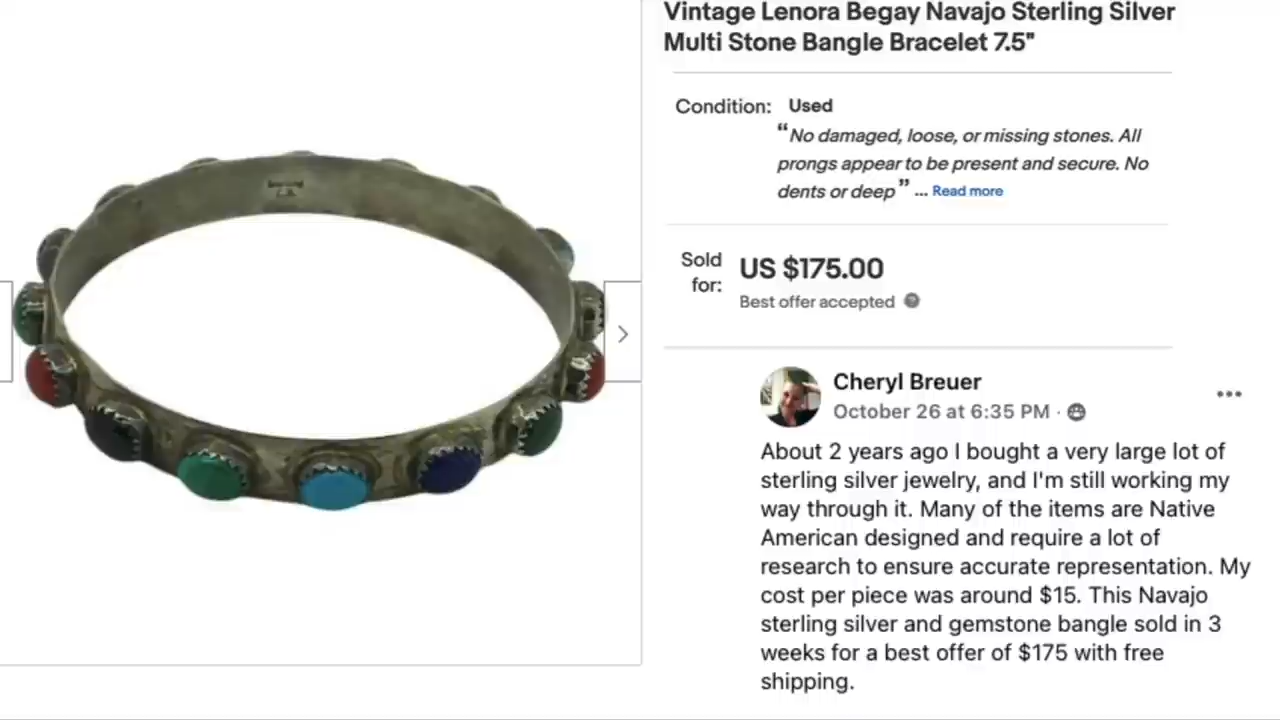 Vintage Lenora Begay Navajo Sterling Silver
Multi Stone Bangle Bracelet 7.5"
Condition: Used
“No damaged, loose, or missing stones. All
prongs appear to be present and secure. No
dents or deep” ... Read more
Sold
for:
US $175.00
Best offer accepted
Cheryl Breuer
October 26 at 6:35 PM ·
About 2 years ago I bought a very large lot of
sterling silver jewelry, and I'm still working my
way through it. Many of the items are Native
American designed and require a lot of
research to ensure accurate representation. My
cost per piece was around $15. This Navajo
sterling silver and gemstone bangle sold in 3
weeks for a best offer of $175 with free
shipping.